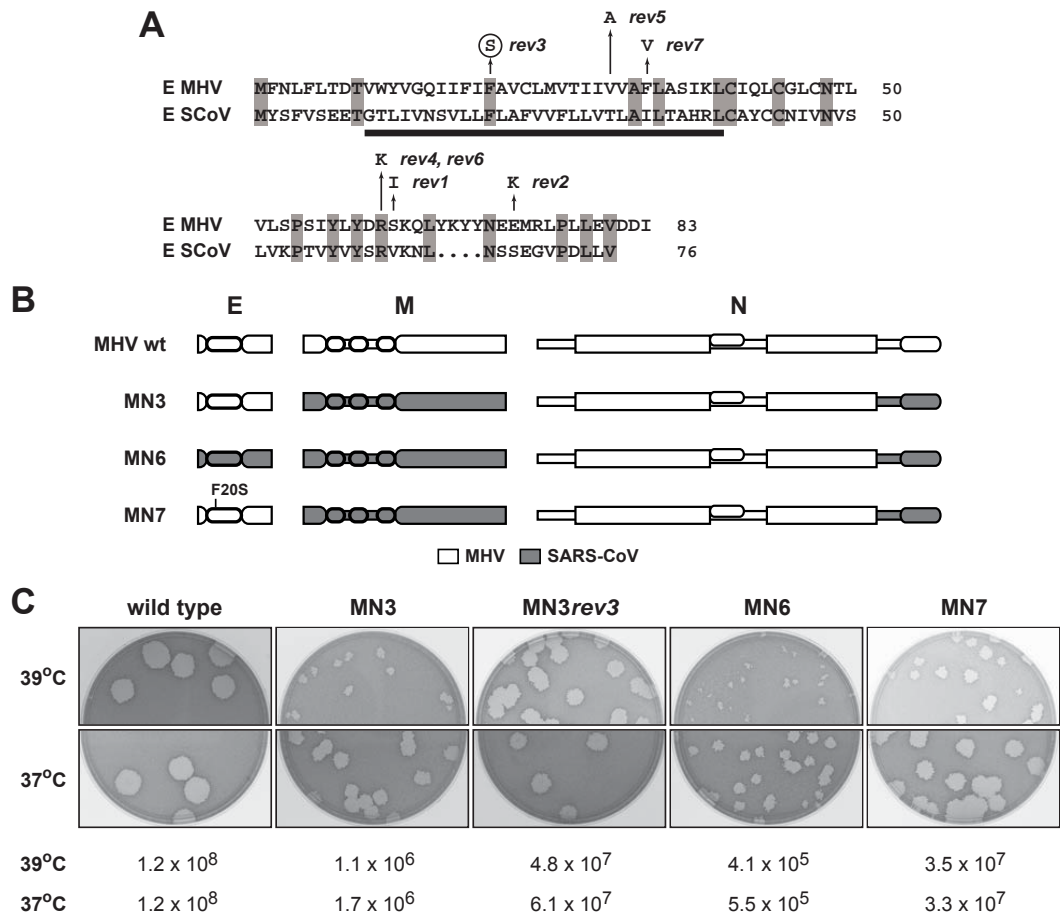 A
A rev5
S rev3
V rev7
E MHV MFNLFLTDTVWYVGQIIFIFAVCLMVTIIVVAFLASIKLCIQLCGLCNTL 50
E SCoV MYSFVSEETGTLIVNSVLLFLAFVVFLLVTLAILTAHRLCAYCCNIVNVS 50
K rev4, rev6
I rev1
K rev2
E MHV VLSPSIYLYDRSKQLYKYYNEEMRLPLLEVDDI 83
E SCoV LVKPTVYVYSRVKNL....NSSEGVPDLLV 76
B
E M N
MHV wt
MN3
MN6
F20S
MN7
MHV SARS-CoV
C
wild type MN3 MN3rev3 MN6 MN7
39°C
37°C
39°C 1.2 x 10⁸ 1.1 x 10⁶ 4.8 x 10⁷ 4.1 x 10⁵ 3.5 x 10⁷
37°C 1.2 x 10⁸ 1.7 x 10⁶ 6.1 x 10⁷ 5.5 x 10⁵ 3.3 x 10⁷